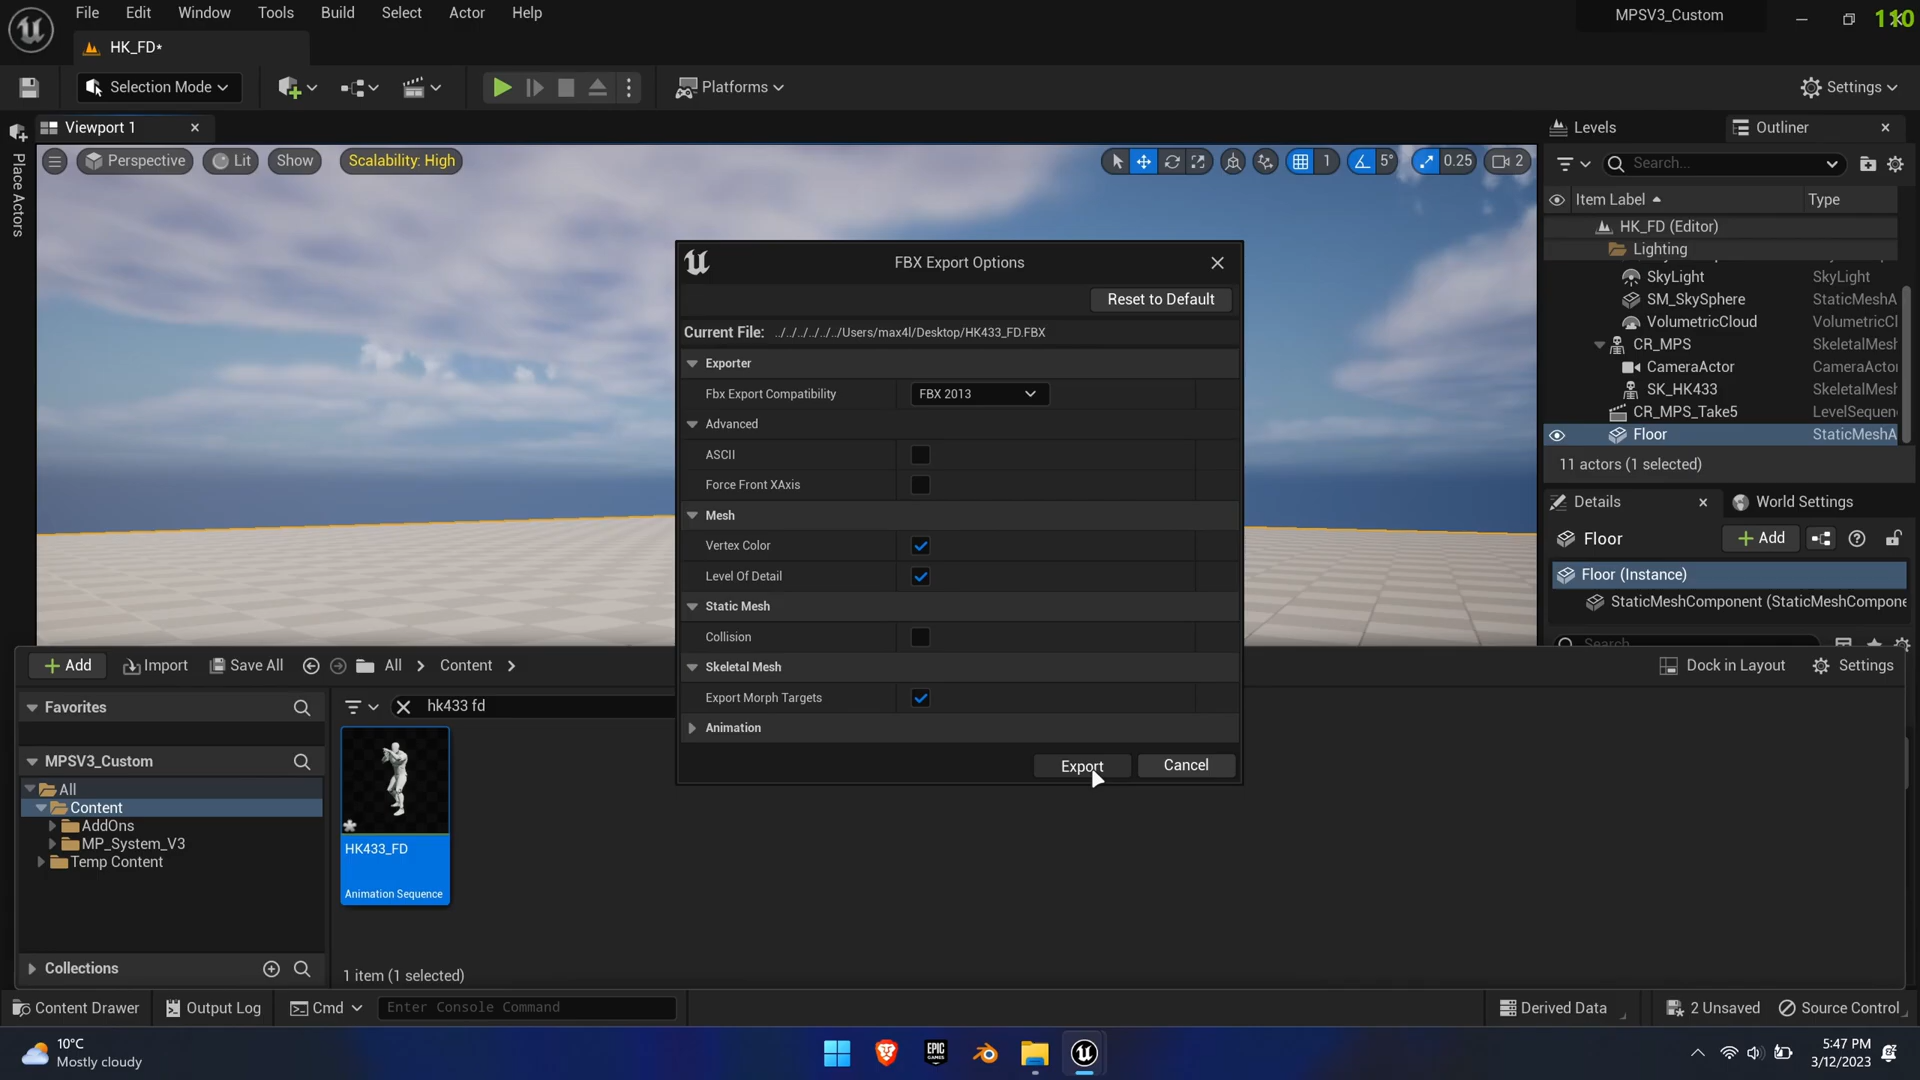 File Edit Window Tools Build Select Actor Help
MPSV3_Custom
110
HK_FD*
Selection Mode
Platforms
Settings
Viewport 1
Levels
Outliner
Place Actors
Perspective
Lit
Show
Scalability: High
1
5°
0.25
2
Search...
Item Label
Type
HK_FD (Editor)
Lighting
SkyLight SkyLight
SM_SkySphere StaticMeshA
VolumetricCloud VolumetricCl
CR_MPS SkeletalMesh
CameraActor CameraActor
SK_HK433 SkeletalMesh
CR_MPS_Take5 LevelSequen
Floor StaticMeshA
11 actors (1 selected)
Details
World Settings
Floor
Add
Floor (Instance)
StaticMeshComponent (StaticMeshCompone
Search
FBX Export Options
Reset to Default
Current File: ../../../../../../Users/max4l/Desktop/HK433_FD.FBX
Exporter
Fbx Export Compatibility FBX 2013
Advanced
ASCII
Force Front XAxis
Mesh
Vertex Color
Level Of Detail
Static Mesh
Collision
Skeletal Mesh
Export Morph Targets
Animation
Export
Cancel
Add
Import
Save All
All
Content
Dock in Layout
Settings
Favorites
hk433 fd
MPSV3_Custom
All
Content
AddOns
MP_System_V3
Temp Content
HK433_FD
Animation Sequence
Collections
1 item (1 selected)
Content Drawer
Output Log
Cmd
Enter Console Command
Derived Data
2 Unsaved
Source Control
10°C
Mostly cloudy
EPIC
GAMES
5:47 PM
3/12/2023